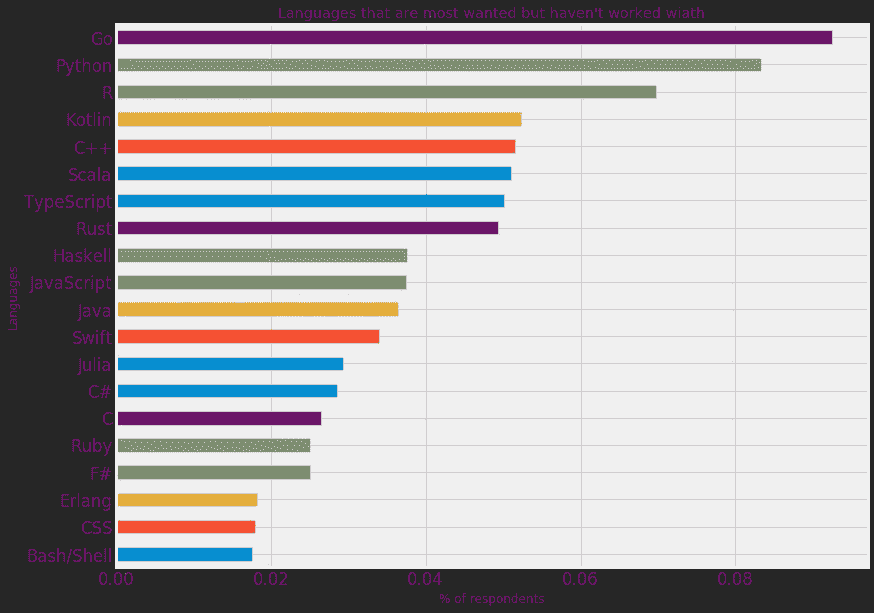 Languages that are most wanted but haven't worked wiath
Go
Python
R
Kotlin
C++
Scala
TypeScript
Rust
Haskell
JavaScript
Java
Swift
Julia
C#
C
Ruby
F#
Erlang
CSS
Bash/Shell
Languages
0.00 0.02 0.04 0.06 0.08
% of respondents